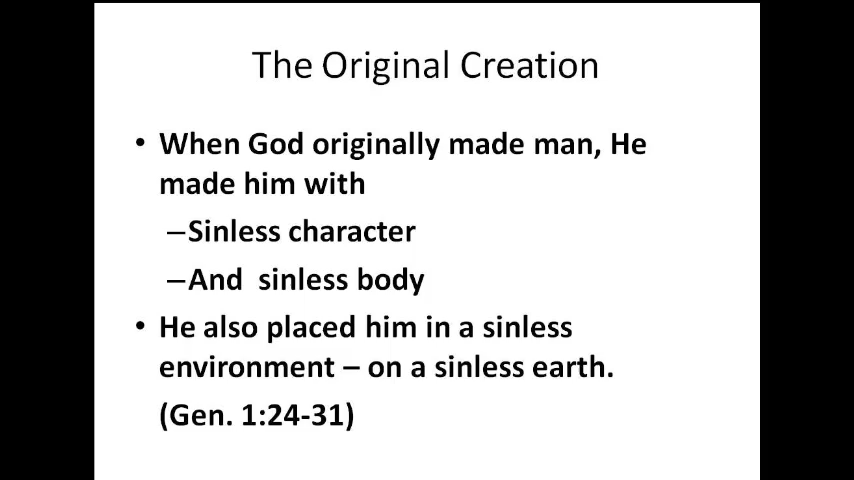 The Original Creation
• When God originally made man, He
made him with
–Sinless character
–And  sinless body
• He also placed him in a sinless
environment – on a sinless earth.
(Gen. 1:24-31)